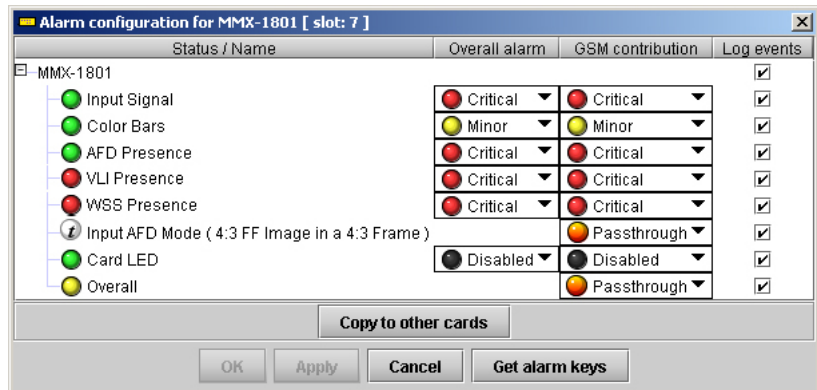 Alarm configuration for MMX-1801 [ slot: 7 ]
Status / Name Overall alarm GSM contribution Log events
MMX-1801
Input Signal Critical Critical
Color Bars Minor Minor
AFD Presence Critical Critical
VLI Presence Critical Critical
WSS Presence Critical Critical
t Input AFD Mode ( 4:3 FF Image in a 4:3 Frame ) Passthrough
Card LED Disabled Disabled
Overall Passthrough
Copy to other cards
OK Apply Cancel Get alarm keys